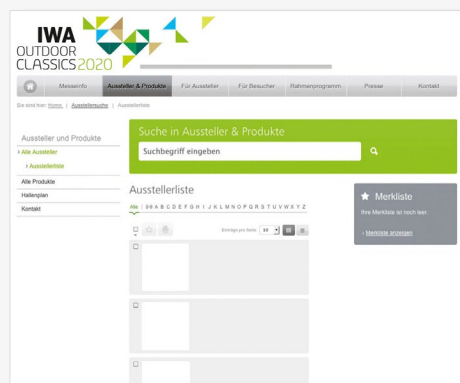 IWA
OUTDOOR
CLASSICS 2020
Messeinfo Aussteller & Produkte Für Aussteller Für Besucher Rahmenprogramm Presse Kontakt
Sie sind hier: Home | Ausstellersuche | Ausstellerliste
Aussteller und Produkte
› Alle Aussteller
› Ausstellerliste
Alle Produkte
Hallenplan
Kontakt
Suche in Aussteller & Produkte
Suchbegriff eingeben
Ausstellerliste
Alle | 0-9 A B C D E F G H I J K L M N O P Q R S T U V W X Y Z
Einträge pro Seite: 10
Merkliste
Ihre Merkliste ist noch leer.
› Merkliste anzeigen